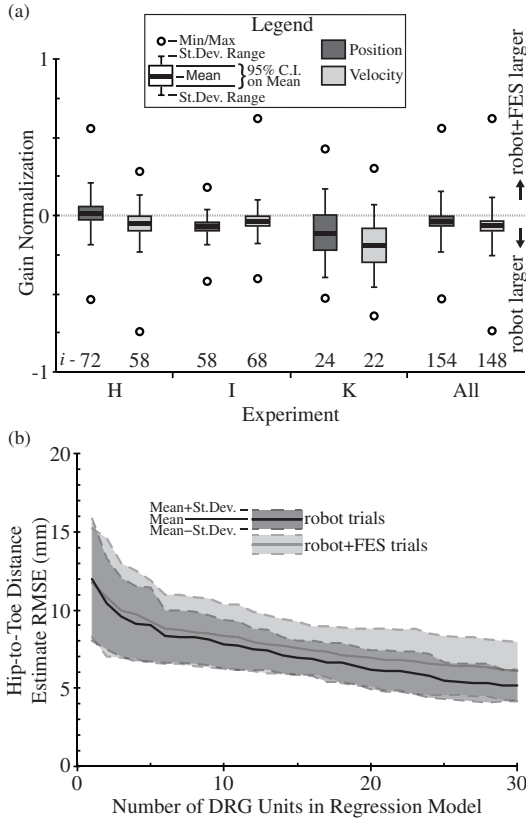 (a)
Legend
Min/Max
St.Dev. Range
Mean
95% C.I.
on Mean
St.Dev. Range
Position
Velocity
1
0
-1
Gain Normalization
robot+FES larger
robot larger
i - 72 58 58 68 24 22 154 148
H I K All
Experiment
(b)
20
15
10
5
0
Hip-to-Toe Distance
Estimate RMSE (mm)
Mean+St.Dev.
Mean
Mean−St.Dev.
robot trials
robot+FES trials
0 10 20 30
Number of DRG Units in Regression Model